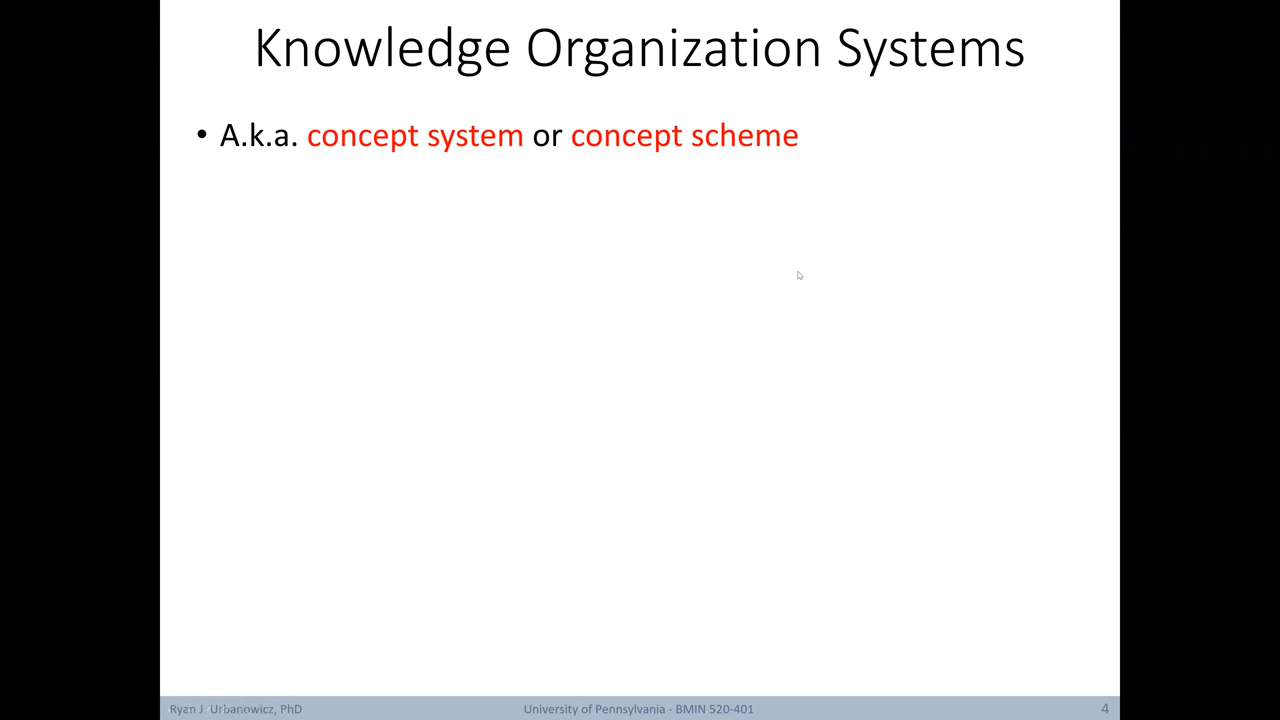 Knowledge Organization Systems
• A.k.a. concept system or concept scheme
Ryan J. Urbanowicz, PhD
University of Pennsylvania - BMIN 520-401
4